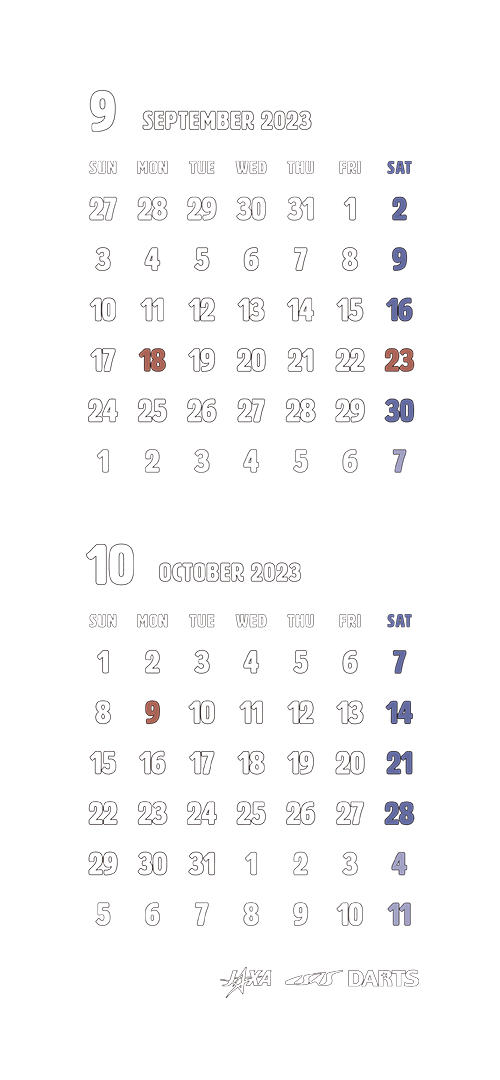 9 SEPTEMBER 2023
SUN MON TUE WED THU FRI SAT
27 28 29 30 31 1 2
3 4 5 6 7 8 9
10 11 12 13 14 15 16
17 18 19 20 21 22 23
24 25 26 27 28 29 30
1 2 3 4 5 6 7
10 OCTOBER 2023
SUN MON TUE WED THU FRI SAT
1 2 3 4 5 6 7
8 9 10 11 12 13 14
15 16 17 18 19 20 21
22 23 24 25 26 27 28
29 30 31 1 2 3 4
5 6 7 8 9 10 11
JAXA ISAS DARTS